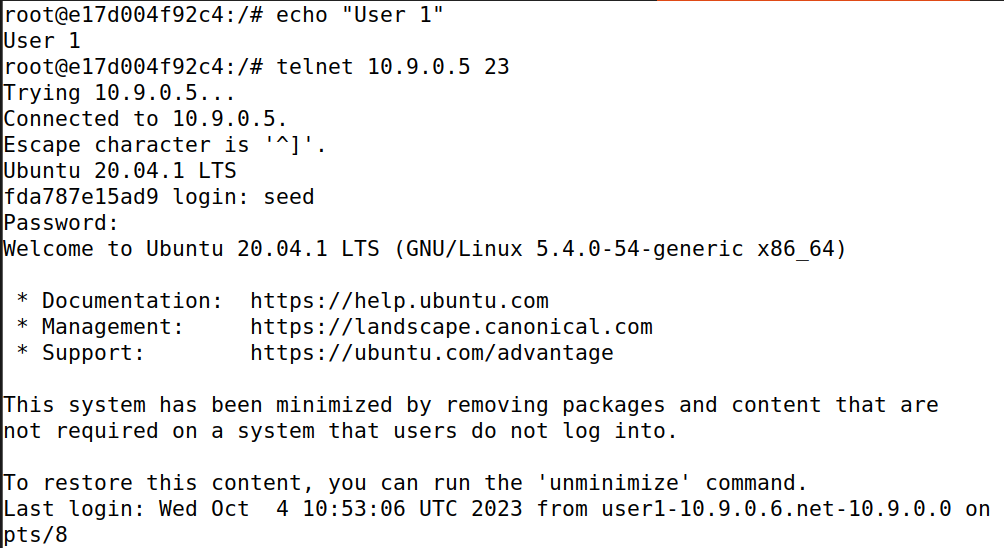 root@e17d004f92c4:/# echo "User 1"
User 1
root@e17d004f92c4:/# telnet 10.9.0.5 23
Trying 10.9.0.5...
Connected to 10.9.0.5.
Escape character is '^]'.
Ubuntu 20.04.1 LTS
fda787e15ad9 login: seed
Password:
Welcome to Ubuntu 20.04.1 LTS (GNU/Linux 5.4.0-54-generic x86_64)

 * Documentation:  https://help.ubuntu.com
 * Management:     https://landscape.canonical.com
 * Support:        https://ubuntu.com/advantage

This system has been minimized by removing packages and content that are
not required on a system that users do not log into.

To restore this content, you can run the 'unminimize' command.
Last login: Wed Oct  4 10:53:06 UTC 2023 from user1-10.9.0.6.net-10.9.0.0 on
pts/8